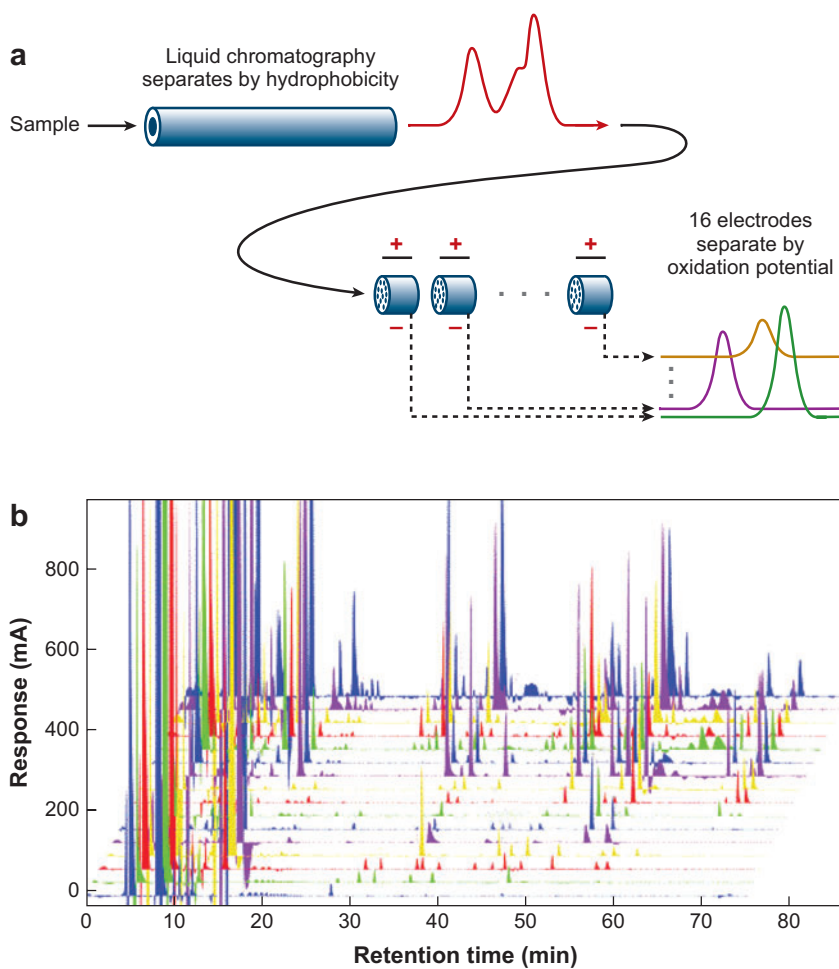 a
Liquid chromatography
separates by hydrophobicity
Sample
+ + +
16 electrodes
separate by
oxidation potential
− − −
b
800
600
400
200
0
Response (mA)
0 10 20 30 40 50 60 70 80
Retention time (min)